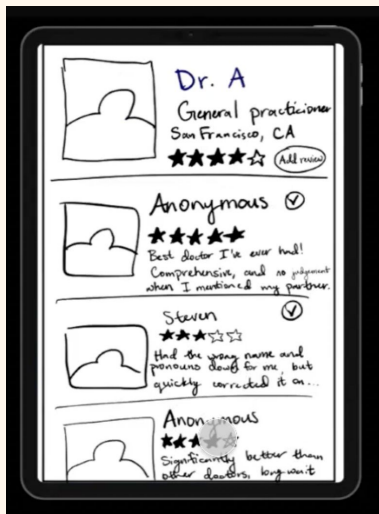 Dr. A
General practicioner
San Francisco, CA
Add review
Anonymous
Best doctor I've ever had!
Comprehensive, and no judgement
when I mentioned my partner.
Steven
Had the wrong name and
pronouns down for me, but
quickly corrected it on...
Anonymous
Significantly better than
other doctors, long wait